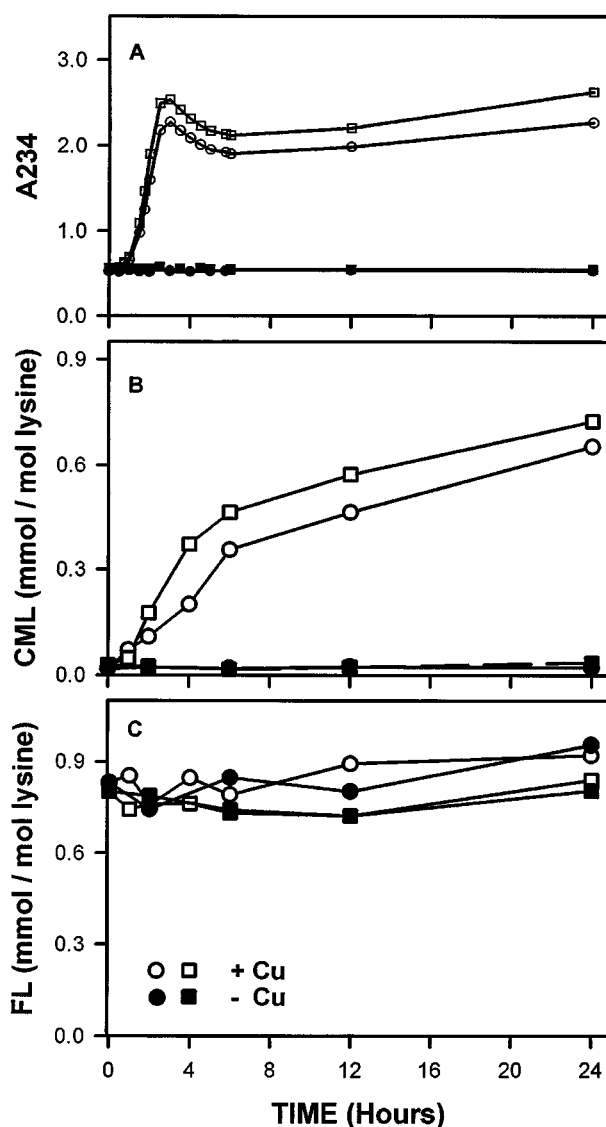 A
3.0
2.0
1.0
0.0
A234
B
0.9
0.6
0.3
0.0
CML (mmol / mol lysine)
C
0.9
0.6
0.3
0.0
FL (mmol / mol lysine)
+ Cu
- Cu
0 4 8 12 16 20 24
TIME (Hours)